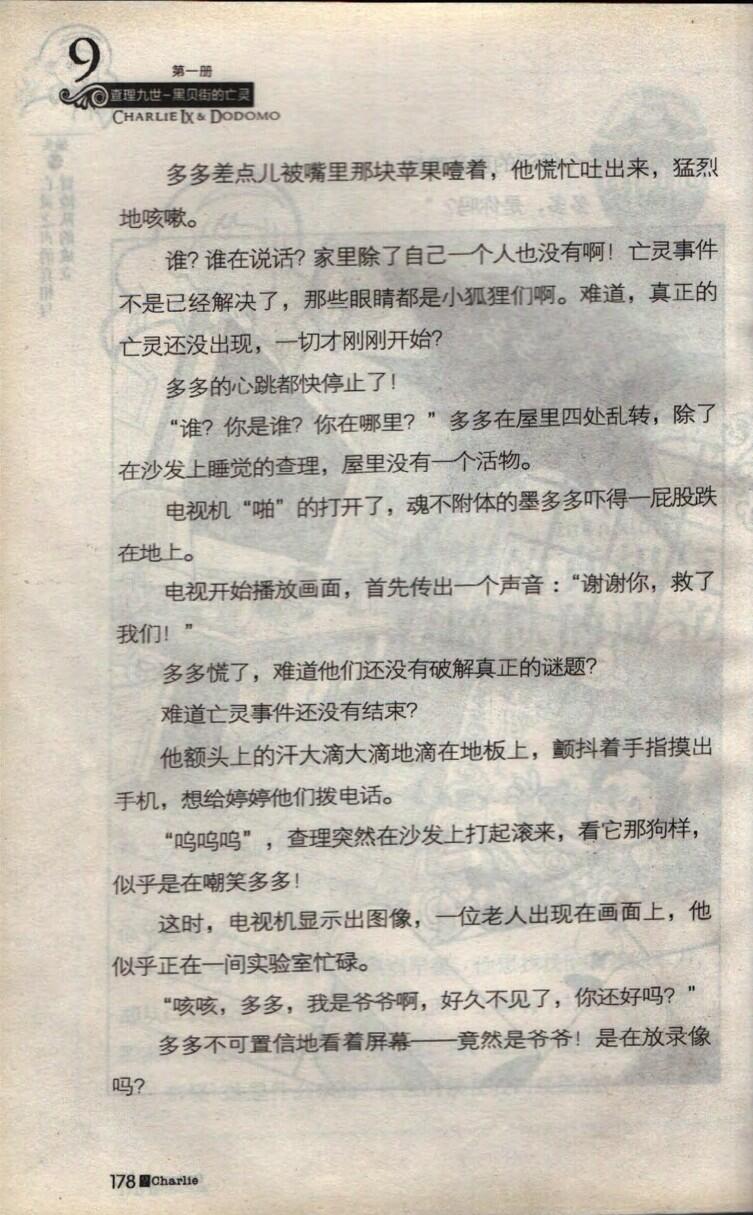 9
第一册
查理九世-黑贝街的亡灵
CHARLIE IX & DODOMO
多多差点儿被嘴里那块苹果噎着，他慌忙吐出来，猛烈
地咳嗽。
谁？谁在说话？家里除了自己一个人也没有啊！亡灵事件
不是已经解决了，那些眼睛都是小狐狸们啊。难道，真正的
亡灵还没出现，一切才刚刚开始？
多多的心跳都快停止了！
“谁？你是谁？你在哪里？”多多在屋里四处乱转，除了
在沙发上睡觉的查理，屋里没有一个活物。
电视机“啪”的打开了，魂不附体的墨多多吓得一屁股跌
在地上。
电视开始播放画面，首先传出一个声音：“谢谢你，救了
我们！”
多多慌了，难道他们还没有破解真正的谜题？
难道亡灵事件还没有结束？
他额头上的汗大滴大滴地滴在地板上，颤抖着手指摸出
手机，想给婷婷他们拨电话。
“呜呜呜”，查理突然在沙发上打起滚来，看它那狗样，
似乎是在嘲笑多多！
这时，电视机显示出图像，一位老人出现在画面上，他
似乎正在一间实验室忙碌。
“咳咳，多多，我是爷爷啊，好久不见了，你还好吗？”
多多不可置信地看着屏幕——竟然是爷爷！是在放录像
吗？
178 Charlie